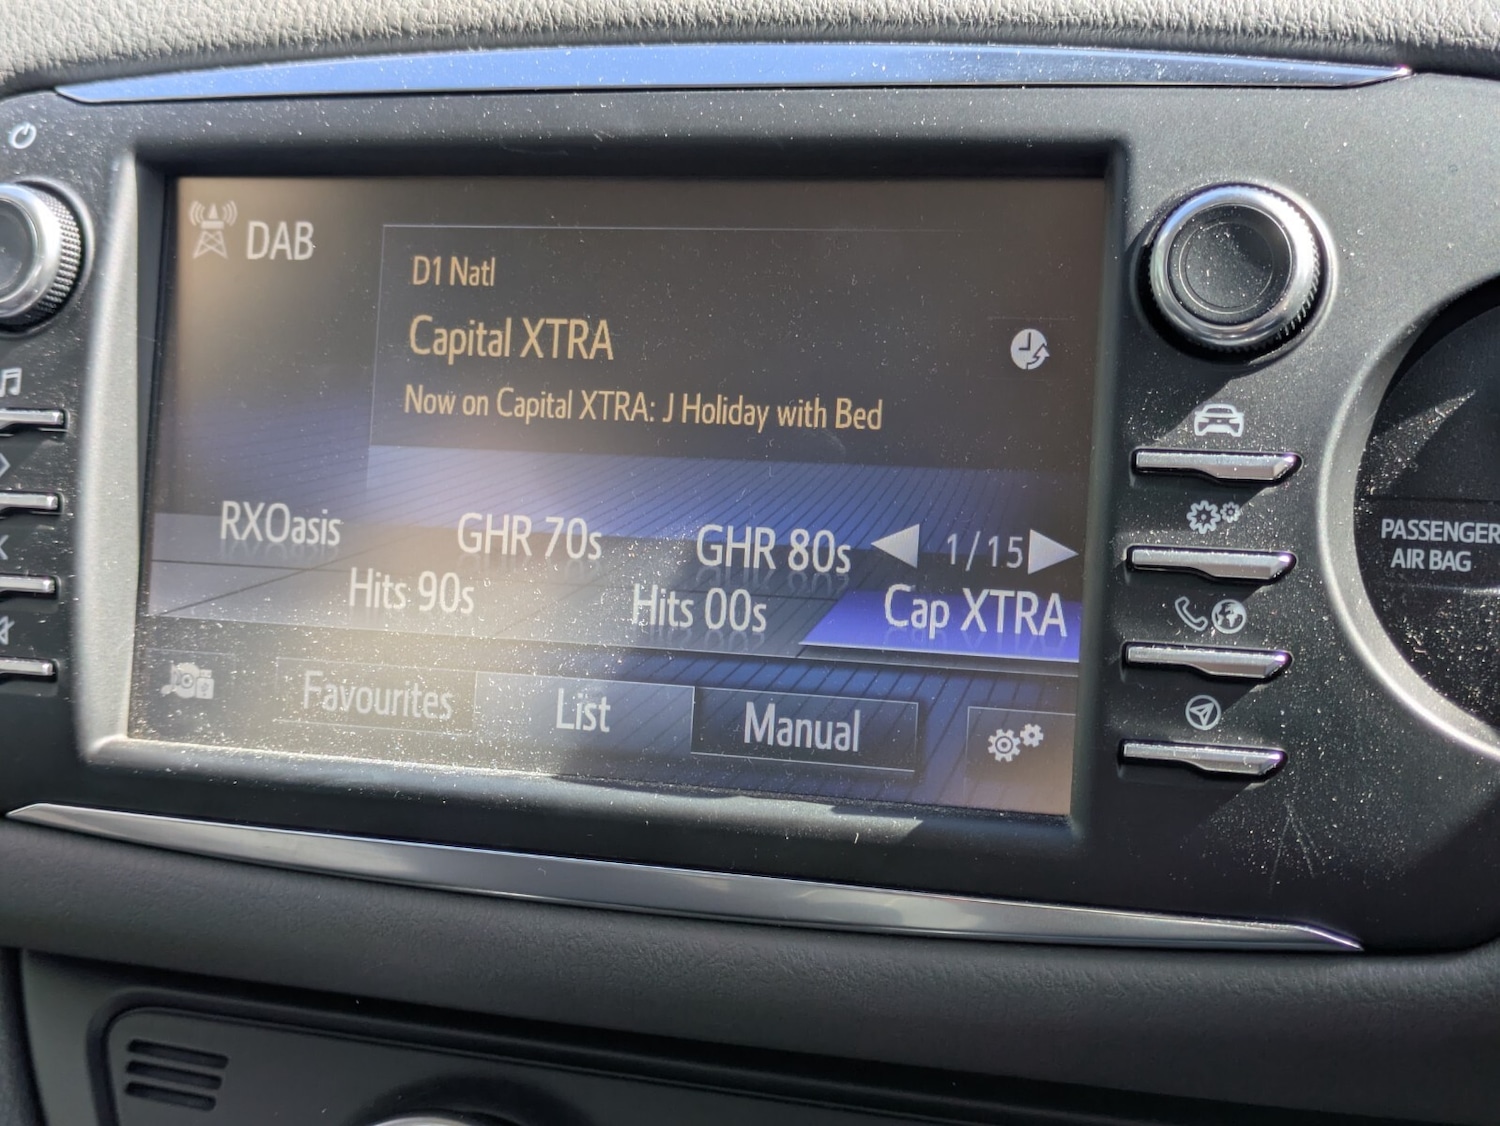 DAB
D1 Natl
Capital XTRA
Now on Capital XTRA: J Holiday with Bed
RXOasis GHR 70s GHR 80s 1/15
Hits 90s Hits 00s Cap XTRA
Favourites List Manual
PASSENGER
AIR BAG